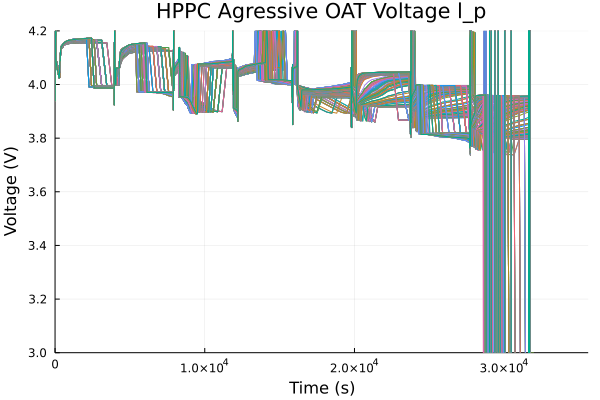 HPPC Agressive OAT Voltage l_p
4.2
4.0
3.8
3.6
3.4
3.2
3.0
Voltage (V)
0 1.0×10⁴ 2.0×10⁴ 3.0×10⁴
Time (s)